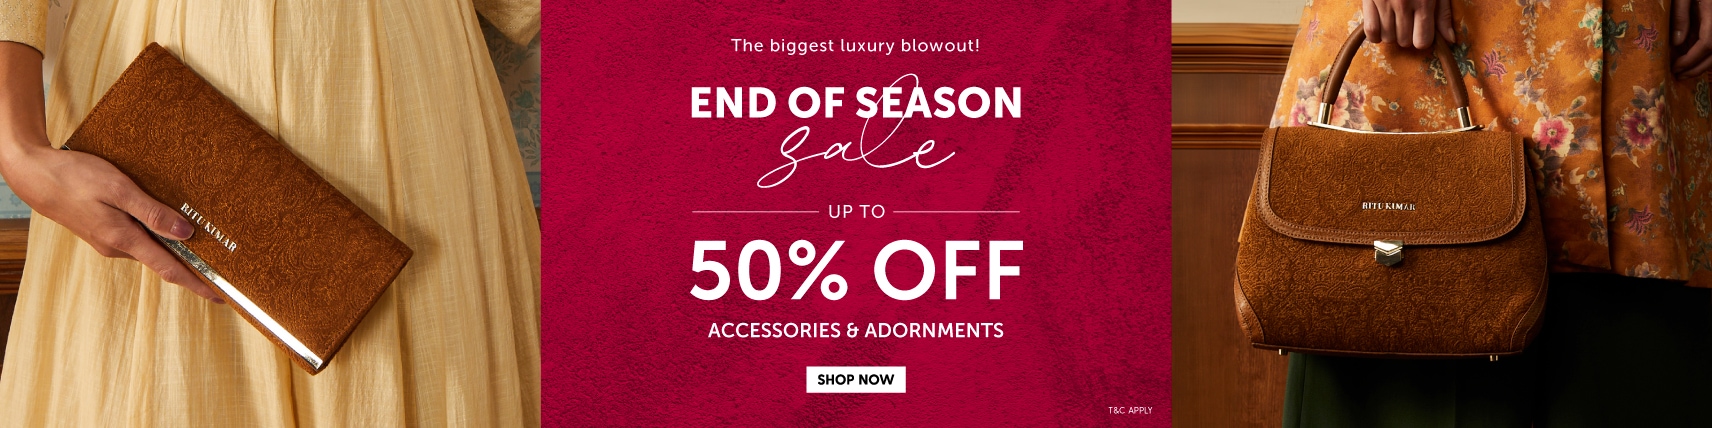 RITU KUMAR
The biggest luxury blowout!
END OF SEASON
sale
UP TO
50% OFF
ACCESSORIES & ADORNMENTS
SHOP NOW
T&C APPLY
RITU KUMAR